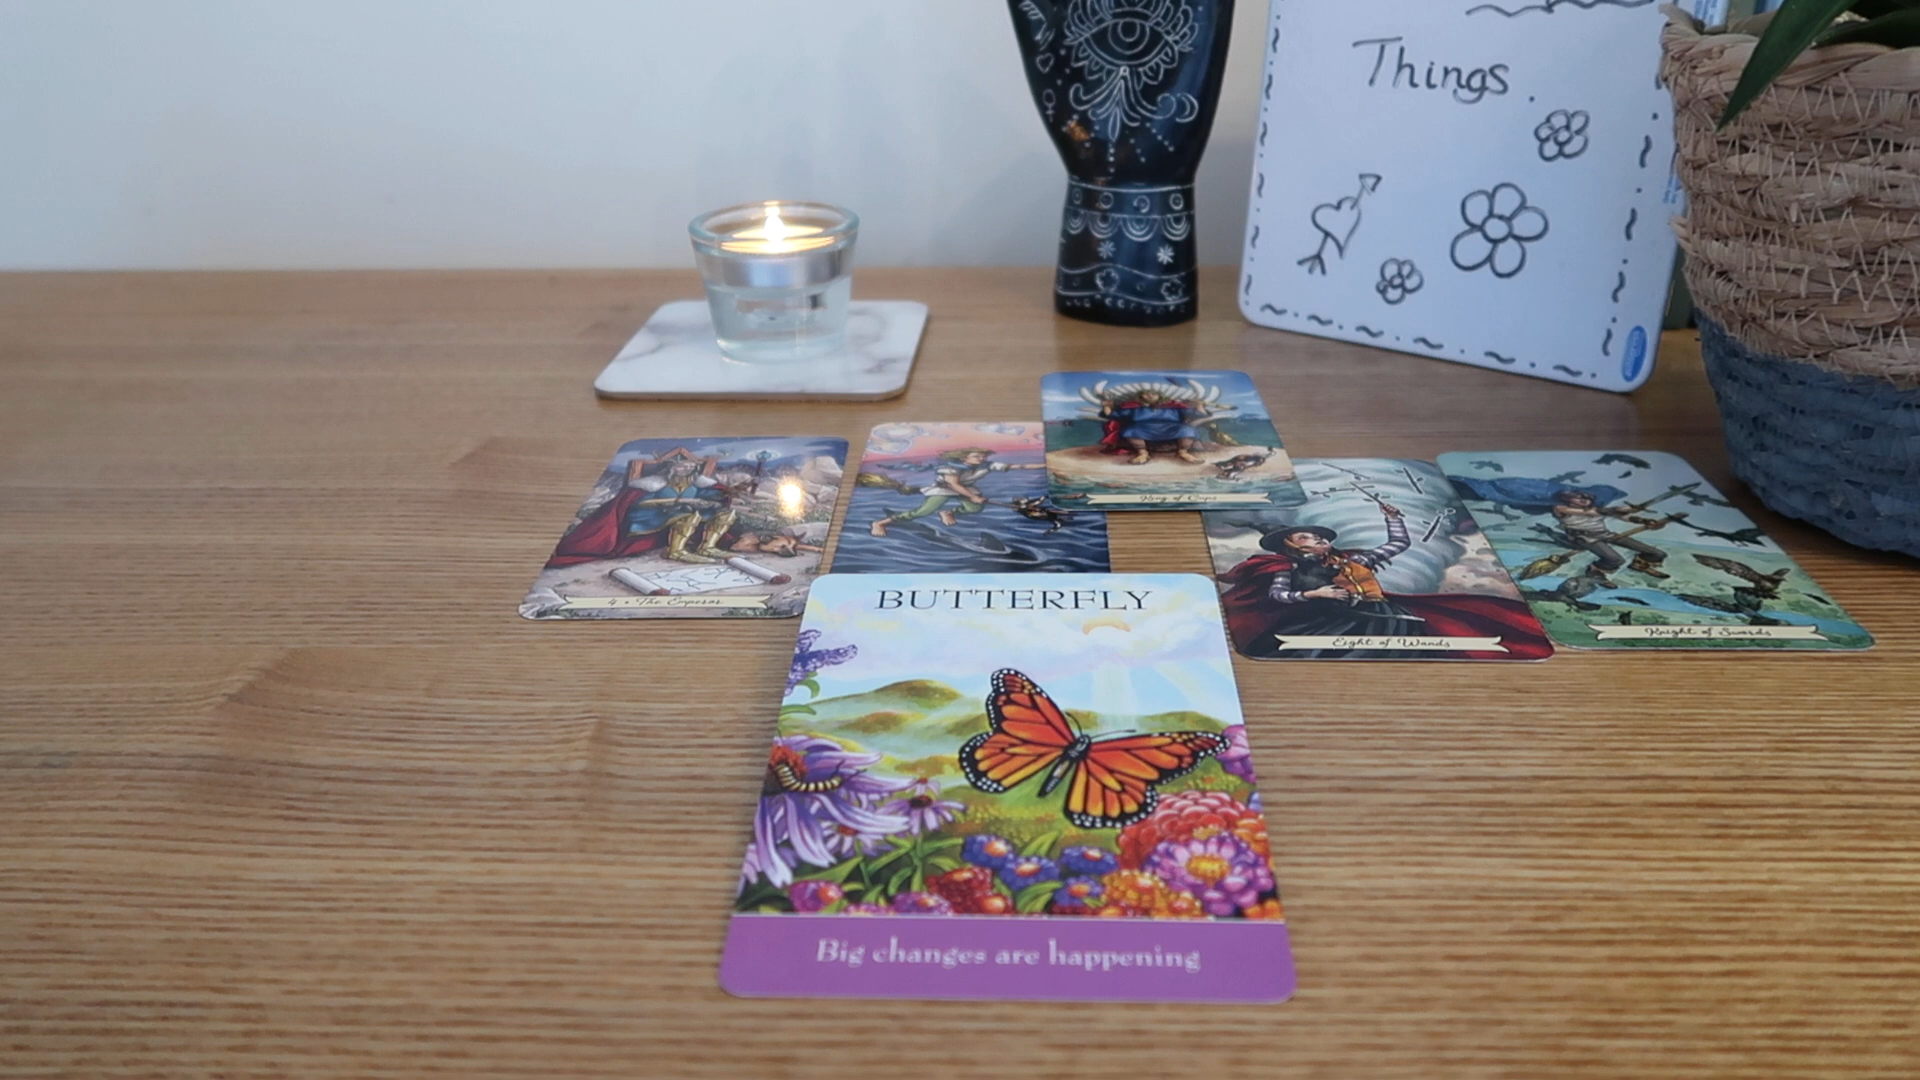 Things.
King of Cups
4 • The Emperor
Eight of Wands
Knight of Swords
BUTTERFLY
Big changes are happening